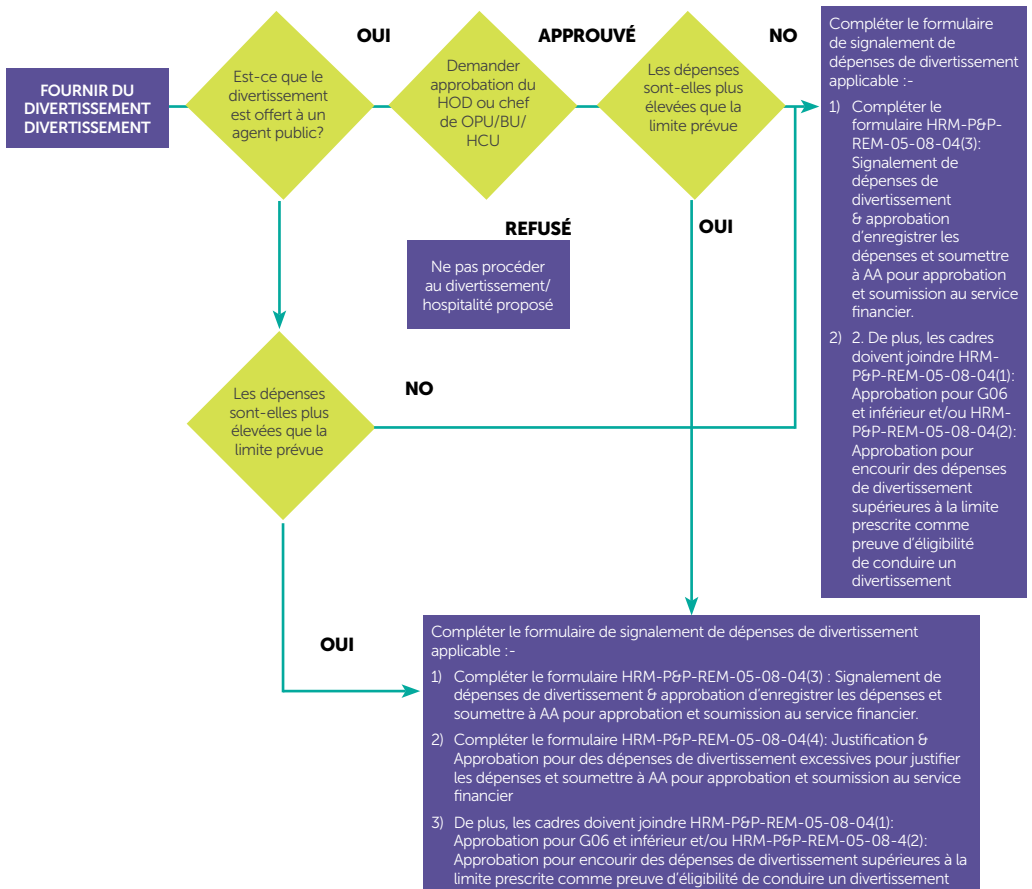 FOURNIR DU
DIVERTISSEMENT
DIVERTISSEMENT
Est-ce que le
divertissement
est offert à un
agent public?
OUI
Demander
approbation du
HOD ou chef
de OPU/BU/
HCU
APPROUVÉ
Les dépenses
sont-elles plus
élevées que la
limite prévue
NO
Compléter le formulaire
de signalement de
dépenses de divertissement
applicable :-
1) Compléter le
formulaire HRM-P&P-
REM-05-08-04(3):
Signalement de
dépenses de
divertissement
& approbation
d'enregistrer les
dépenses et soumettre
à AA pour approbation
et soumission au service
financier.
2) 2. De plus, les cadres
doivent joindre HRM-
P&P-REM-05-08-04(1):
Approbation pour G06
et inférieur et/ou HRM-
P&P-REM-05-08-04(2):
Approbation pour
encourir des dépenses
de divertissement
supérieures à la limite
prescrite comme
preuve d'éligibilité
de conduire un
divertissement
REFUSÉ
OUI
Ne pas procéder
au divertissement/
hospitalité proposé
Les dépenses
sont-elles plus
élevées que la
limite prévue
NO
OUI
Compléter le formulaire de signalement de dépenses de divertissement
applicable :-
1) Compléter le formulaire HRM-P&P-REM-05-08-04(3) : Signalement de
dépenses de divertissement & approbation d'enregistrer les dépenses et
soumettre à AA pour approbation et soumission au service financier.
2) Compléter le formulaire HRM-P&P-REM-05-08-04(4): Justification &
Approbation pour des dépenses de divertissement excessives pour justifier
les dépenses et soumettre à AA pour approbation et soumission au service
financier
3) De plus, les cadres doivent joindre HRM-P&P-REM-05-08-04(1):
Approbation pour G06 et inférieur et/ou HRM-P&P-REM-05-08-4(2):
Approbation pour encourir des dépenses de divertissement supérieures à la
limite prescrite comme preuve d'éligibilité de conduire un divertissement